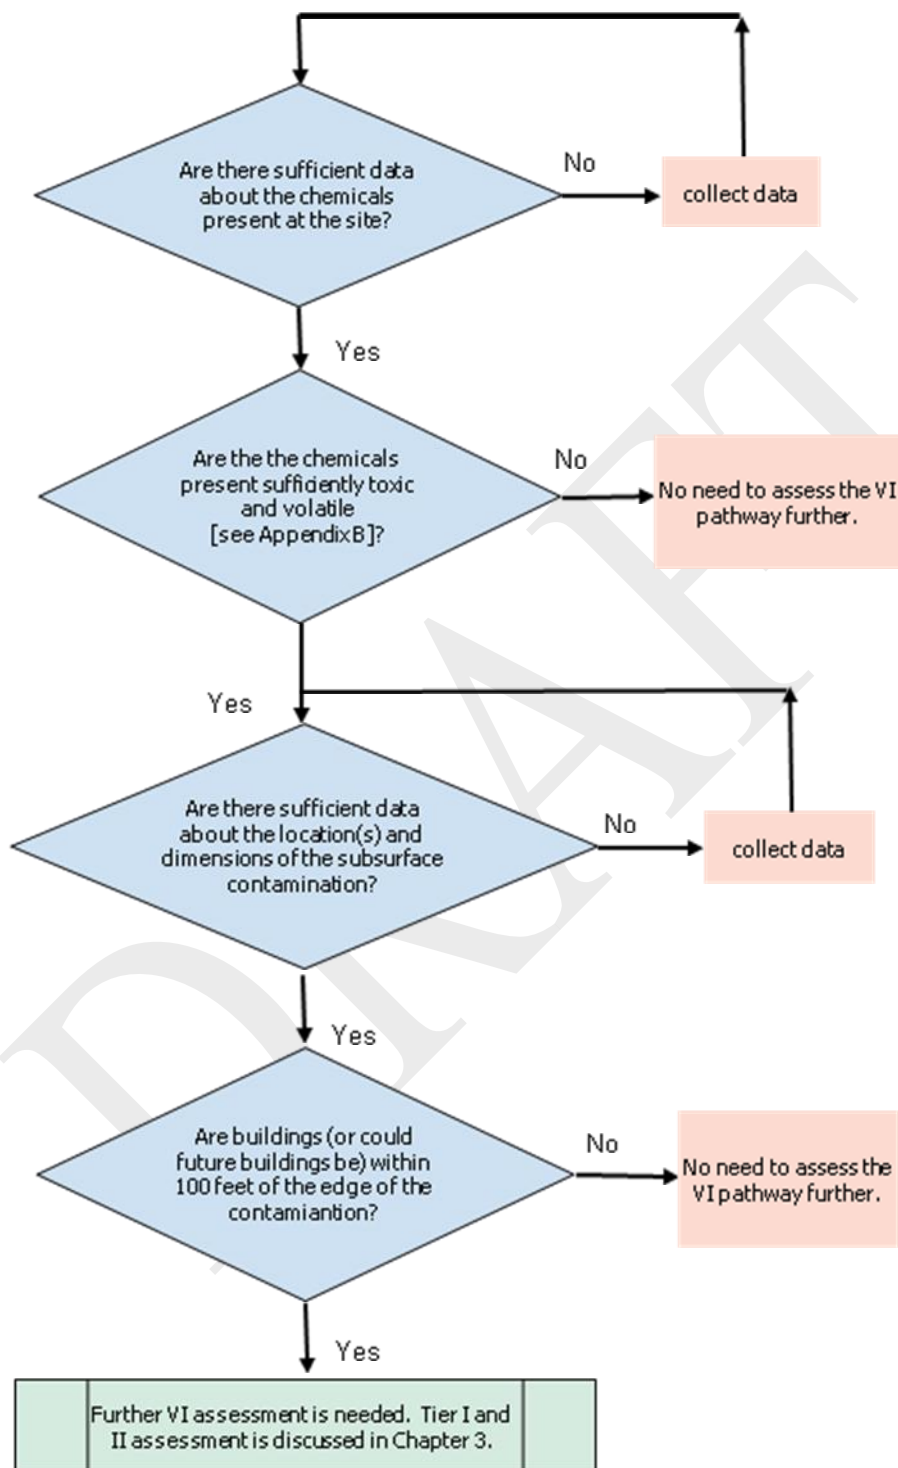 Are there sufficient data
about the chemicals
present at the site?
No
collect data
Yes
Are the the chemicals
present sufficiently toxic
and volatile
[see Appendix B]?
No
No need to assess the VI
pathway further.
Yes
Are there sufficient data
about the location(s) and
dimensions of the subsurface
contamination?
No
collect data
Yes
Are buildings (or could
future buildings be) within
100 feet of the edge of the
contamiantion?
No
No need to assess the
VI pathway further.
Yes
Further VI assessment is needed. Tier I and
II assessment is discussed in Chapter 3.
DRAFT